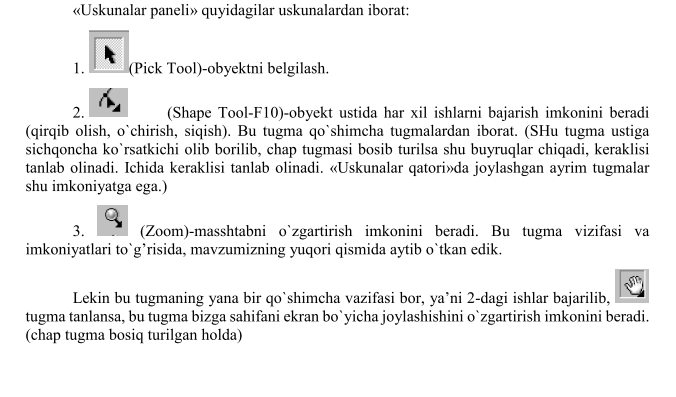 «Uskunalar paneli» quyidagilar uskunalardan iborat:
1. (Pick Tool)-obyektni belgilash.
2. (Shape Tool-F10)-obyekt ustida har xil ishlarni bajarish imkonini beradi
(qirqib olish, o`chirish, siqish). Bu tugma qo`shimcha tugmalardan iborat. (SHu tugma ustiga
sichqoncha ko`rsatkichi olib borilib, chap tugmasi bosib turilsa shu buyruqlar chiqadi, keraklisi
tanlab olinadi. Ichida keraklisi tanlab olinadi. «Uskunalar qatori»da joylashgan ayrim tugmalar
shu imkoniyatga ega.)
3. (Zoom)-masshtabni o`zgartirish imkonini beradi. Bu tugma vizifasi va
imkoniyatlari to`g’risida, mavzumizning yuqori qismida aytib o`tkan edik.
Lekin bu tugmaning yana bir qo`shimcha vazifasi bor, ya’ni 2-dagi ishlar bajarilib,
tugma tanlansa, bu tugma bizga sahifani ekran bo`yicha joylashishini o`zgartirish imkonini beradi.
(chap tugma bosiq turilgan holda)